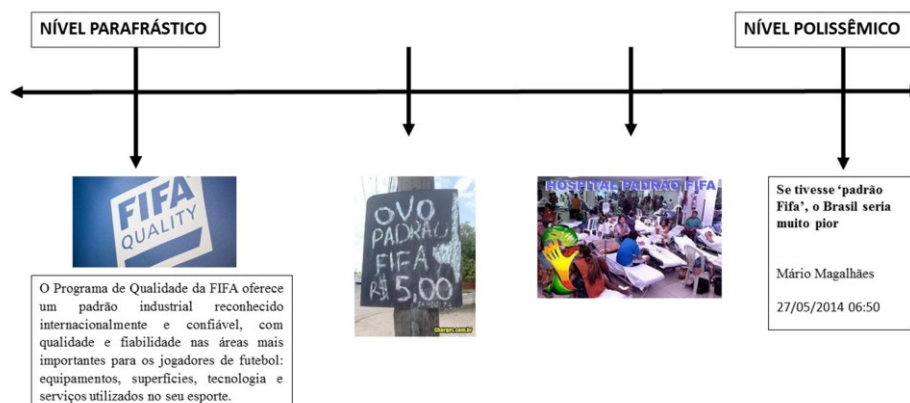 NÍVEL PARAFRÁSTICO
NÍVEL POLISSÊMICO
FIFA
QUALITY
O Programa de Qualidade da FIFA oferece
um padrão industrial reconhecido
internacionalmente e confiável, com
qualidade e fiabilidade nas áreas mais
importantes para os jogadores de futebol:
equipamentos, superfícies, tecnologia e
serviços utilizados no seu esporte.
OVO
PADRÃO
FIFA
R$ 5,00
Charges.com.br
HOSPITAL PADRÃO FIFA
Se tivesse ‘padrão
Fifa’, o Brasil seria
muito pior
Mário Magalhães
27/05/2014 06:50